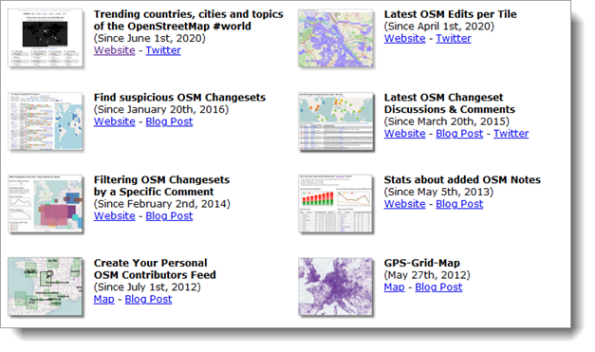 Trending countries, cities and topics
of the OpenStreetMap #world
(Since June 1st, 2020)
Website - Twitter
Latest OSM Edits per Tile
(Since April 1st, 2020)
Website - Twitter
Find suspicious OSM Changesets
(Since January 20th, 2016)
Website - Blog Post
Latest OSM Changeset
Discussions & Comments
(Since March 20th, 2015)
Website - Blog Post - Twitter
Filtering OSM Changesets
by a Specific Comment
(Since February 2nd, 2014)
Website - Blog Post
Stats about added OSM Notes
(Since May 5th, 2013)
Website - Blog Post
Create Your Personal
OSM Contributors Feed
(Since July 1st, 2012)
Map - Blog Post
GPS-Grid-Map
(May 27th, 2012)
Map - Blog Post